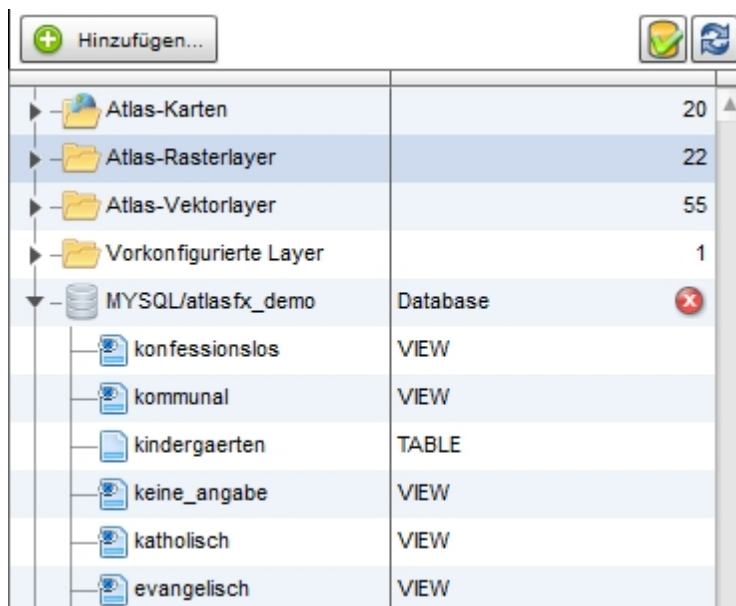 Hinzufügen...
Atlas-Karten 20
Atlas-Rasterlayer 22
Atlas-Vektorlayer 55
Vorkonfigurierte Layer 1
MYSQL/atlasfx_demo Database
konfessionslos VIEW
kommunal VIEW
kindergaerten TABLE
keine_angabe VIEW
katholisch VIEW
evangelisch VIEW